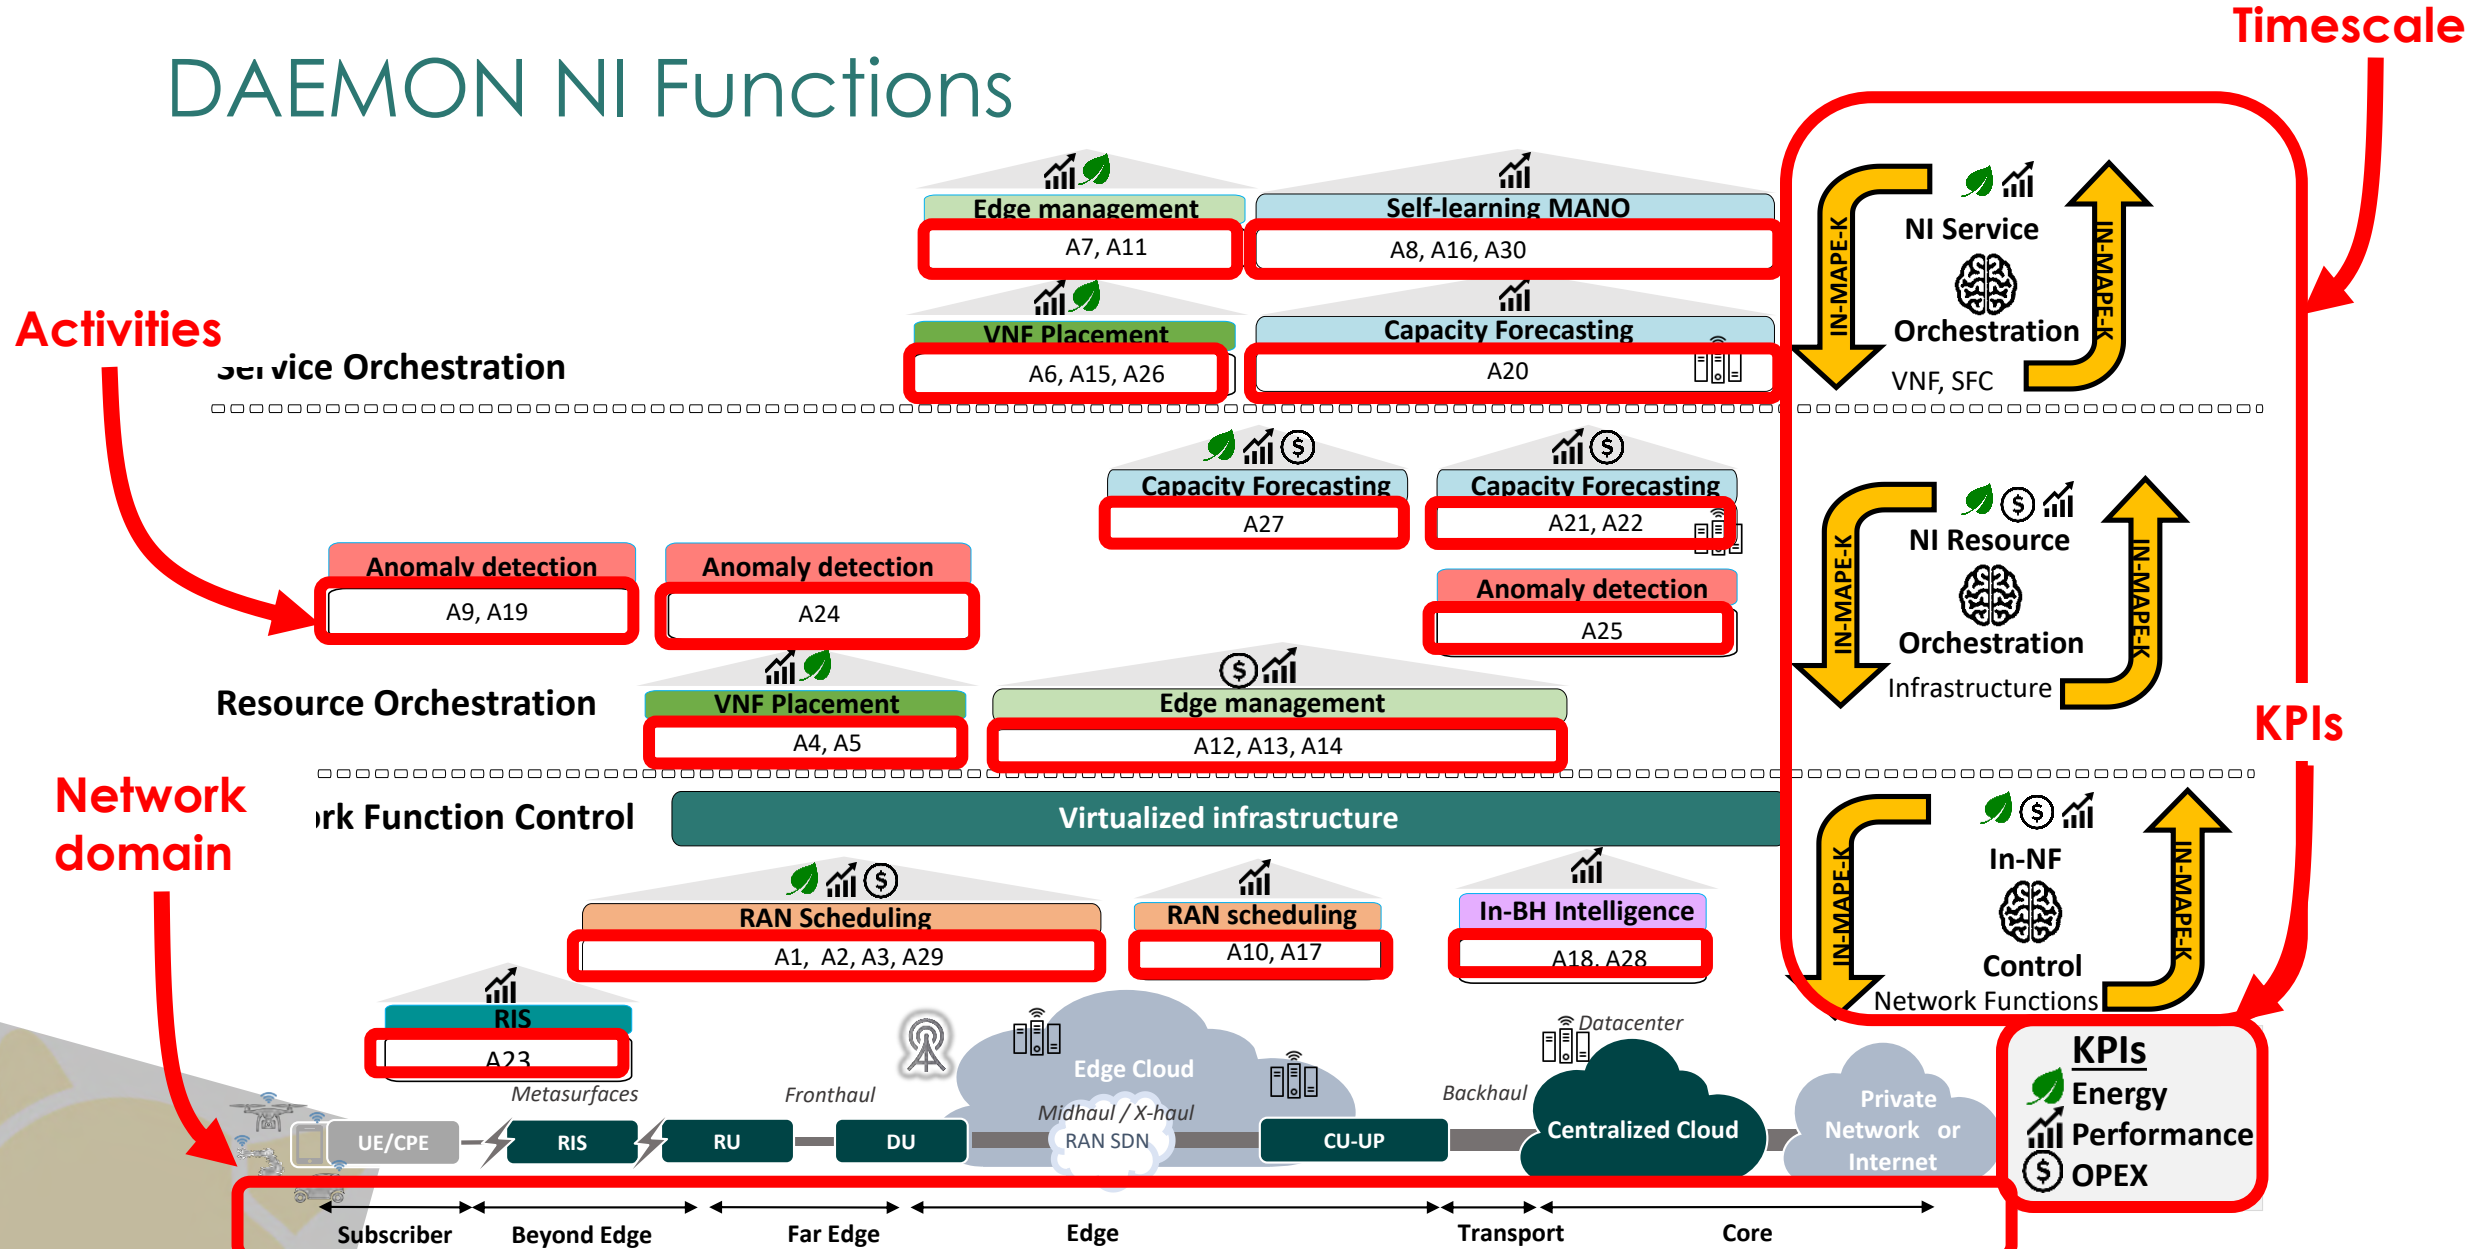 Timescale
DAEMON NI Functions
Edge management
A7, A11
Self-learning MANO
A8, A16, A30
VNF Placement
A6, A15, A26
Capacity Forecasting
A20
IN-MAPE-K
NI Service
Orchestration
VNF, SFC
IN-MAPE-K
Activities
Service Orchestration
Capacity Forecasting
A27
Capacity Forecasting
A21, A22
Anomaly detection
A9, A19
Anomaly detection
A24
Anomaly detection
A25
IN-MAPE-K
NI Resource
Orchestration
Infrastructure
IN-MAPE-K
Resource Orchestration
VNF Placement
A4, A5
Edge management
A12, A13, A14
KPIs
Network
domain
ork Function Control
Virtualized infrastructure
IN-MAPE-K
In-NF
Control
Network Functions
IN-MAPE-K
RAN Scheduling
A1, A2, A3, A29
RAN scheduling
A10, A17
In-BH Intelligence
A18, A28
RIS
A23
Metasurfaces
Fronthaul
Edge Cloud
Midhaul / X-haul
RAN SDN
Backhaul
Datacenter
UE/CPE
RIS
RU
DU
CU-UP
Centralized Cloud
Private
Network or
Internet
KPIs
Energy
Performance
$ OPEX
Subscriber
Beyond Edge
Far Edge
Edge
Transport
Core